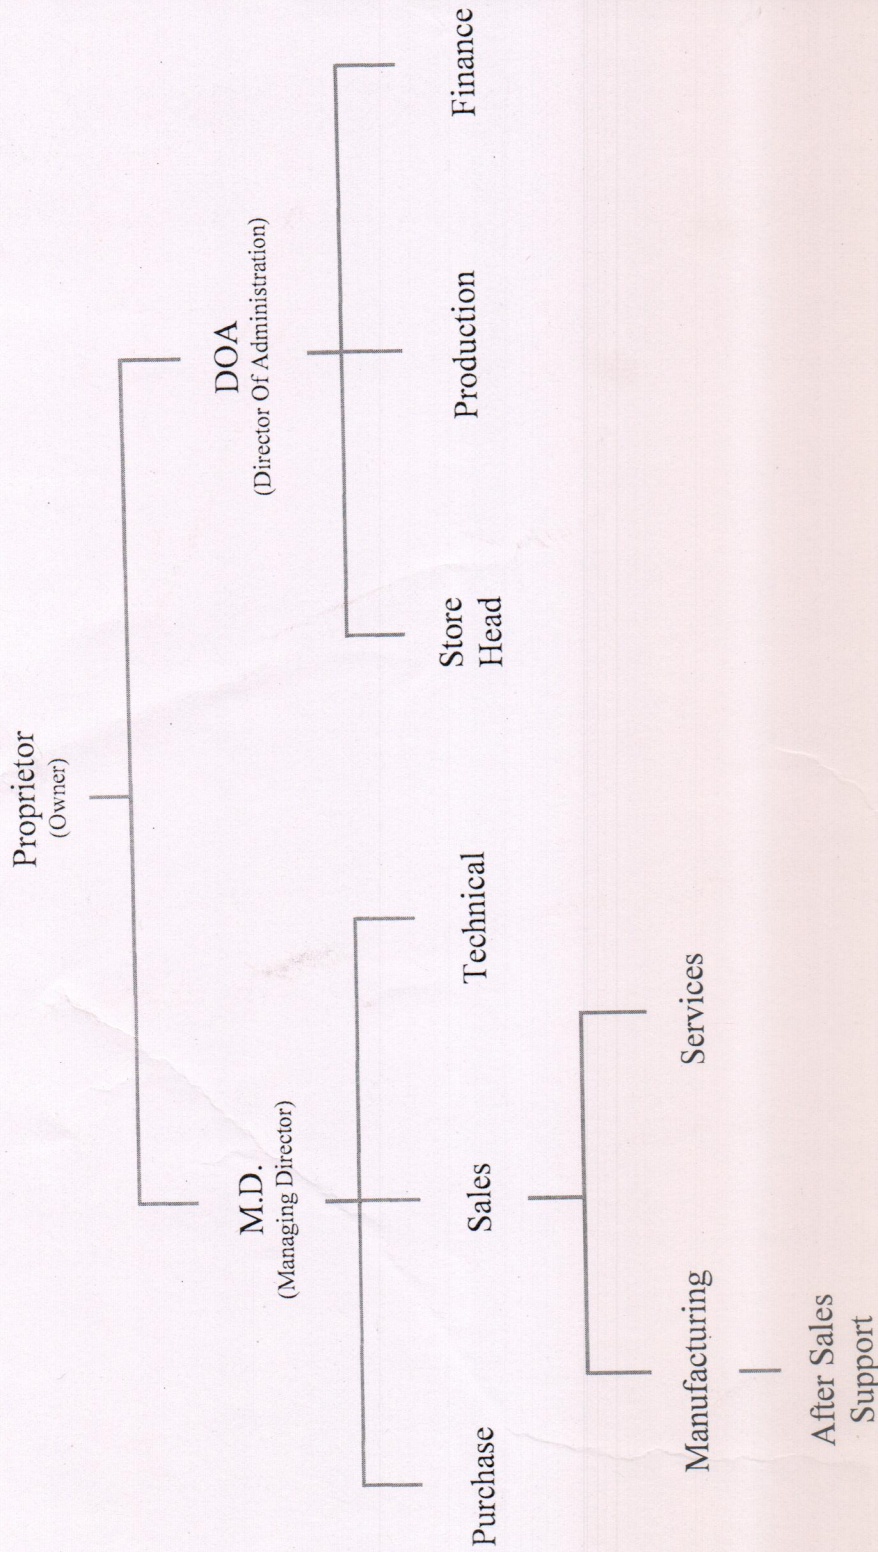 Proprietor
(Owner)
M.D.
(Managing Director)
DOA
(Director Of Administration)
Purchase
Sales
Technical
Store
Head
Production
Finance
Manufacturing
Services
After Sales
Support